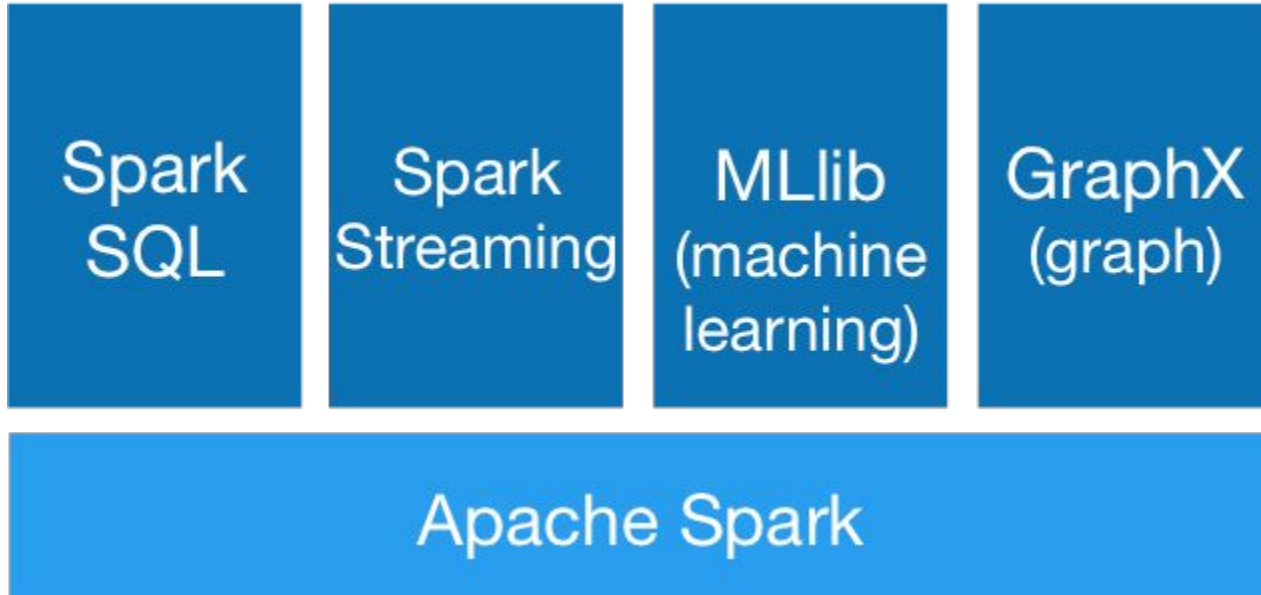 Spark
SQL
Spark
Streaming
MLlib
(machine
learning)
GraphX
(graph)
Apache Spark